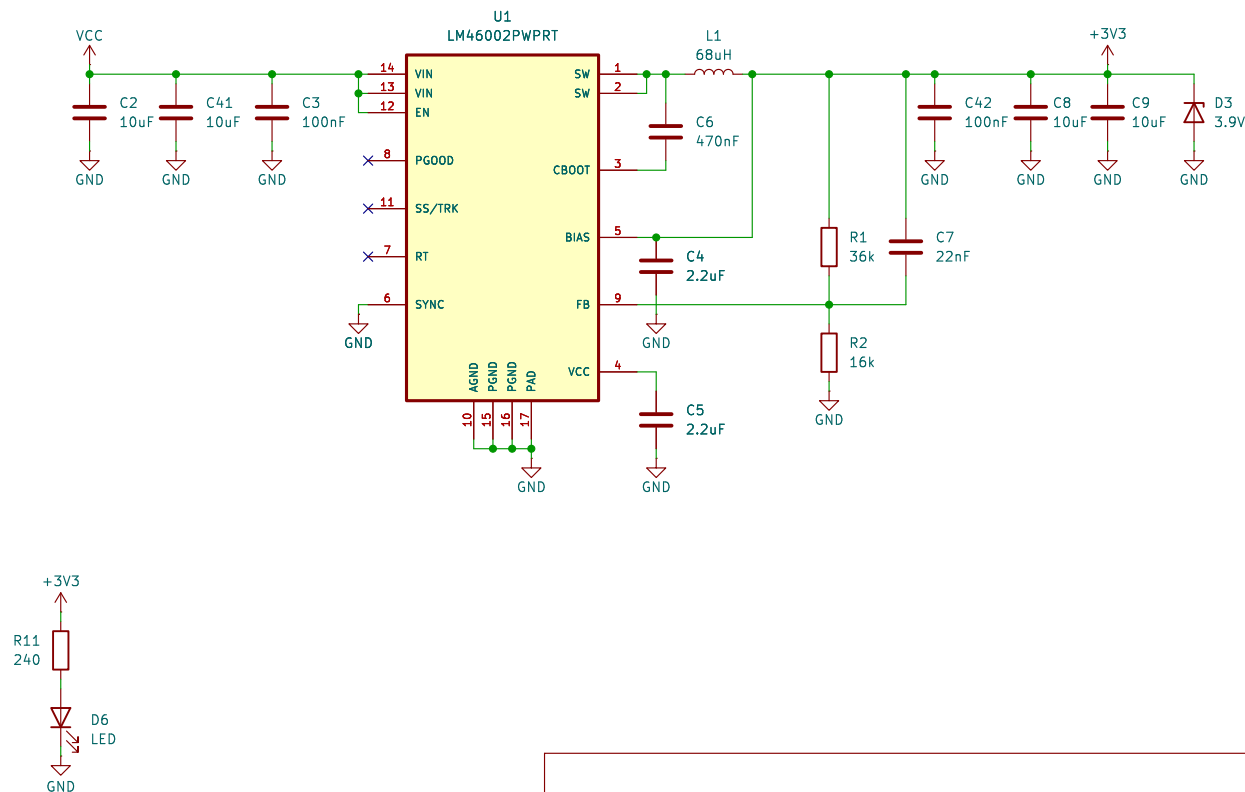 U1
LM46002PWPRT
VCC
L1
68uH
+3V3
14 VIN
13 VIN
12 EN
8 PGOOD
11 SS/TRK
7 RT
6 SYNC
SW 1
SW 2
CBOOT 3
BIAS 5
FB 9
VCC 4
AGND 10
PGND 15
PGND 16
PAD 17
C2
10uF
C41
10uF
C3
100nF
GND
GND
GND
GND
GND
C6
470nF
C4
2.2uF
GND
C5
2.2uF
GND
R1
36k
C7
22nF
R2
16k
GND
C42
100nF
C8
10uF
C9
10uF
D3
3.9V
GND
GND
GND
GND
+3V3
R11
240
D6
LED
GND